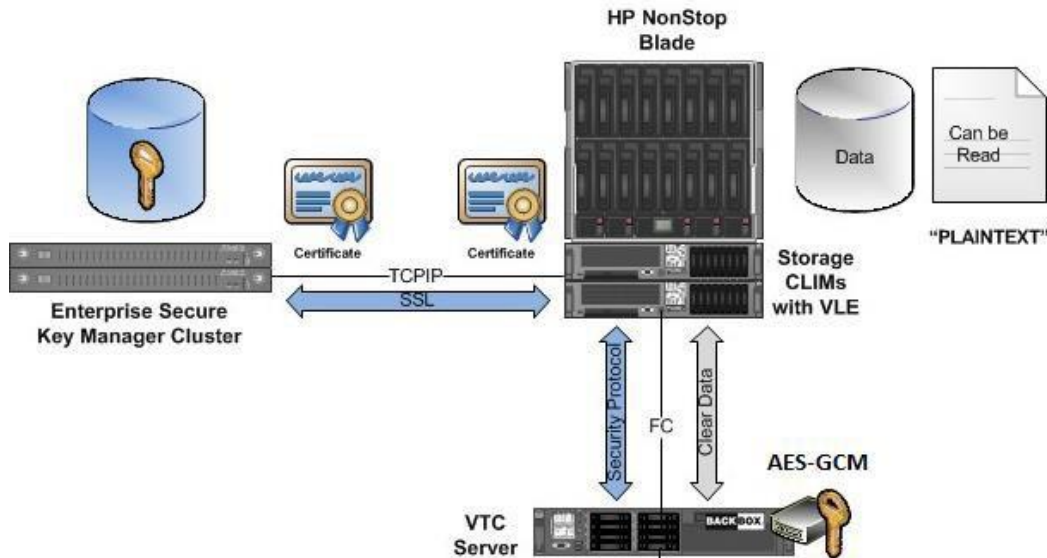 HP NonStop
Blade
Data
Can be
Read
"PLAINTEXT"
Certificate
Certificate
TCPIP
SSL
Enterprise Secure
Key Manager Cluster
Storage
CLIMs
with VLE
Security Protocol
FC
Clear Data
AES-GCM
VTC
Server
BACKBOX